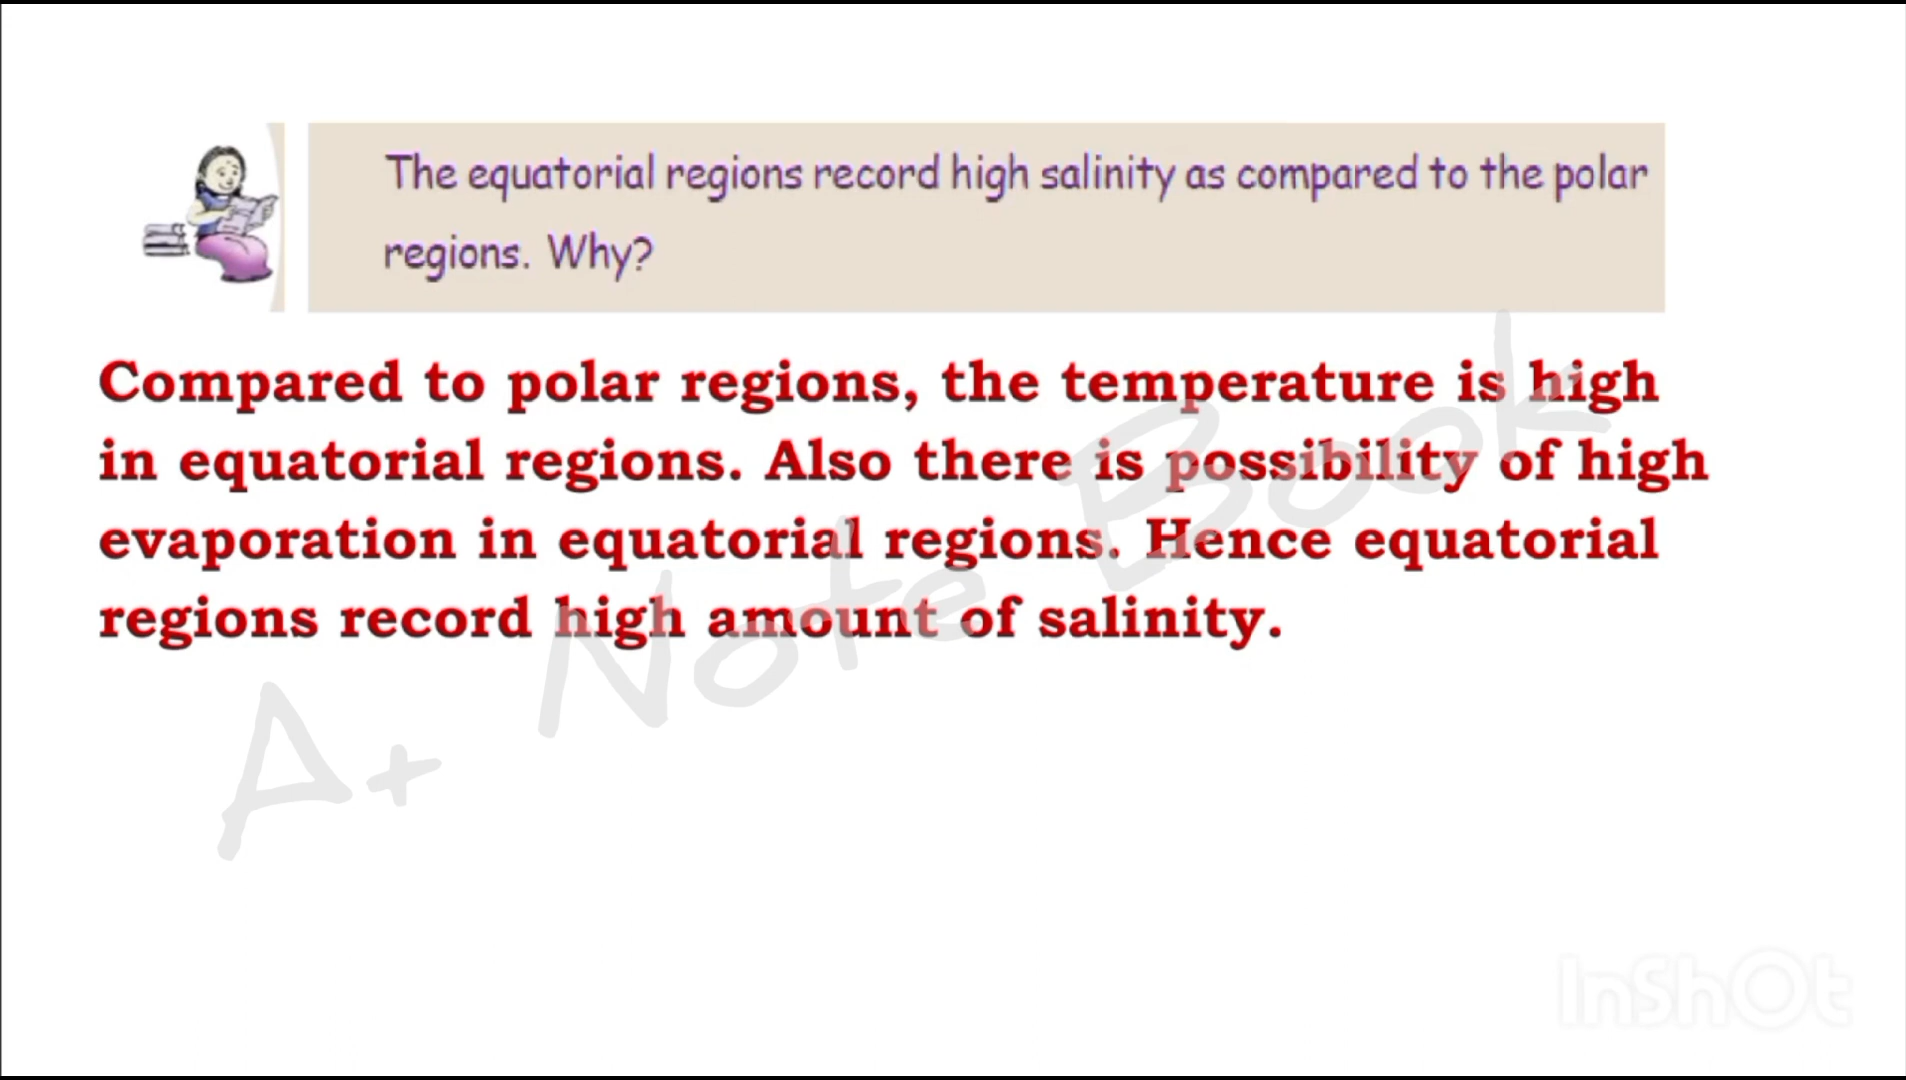 The equatorial regions record high salinity as compared to the polar
regions. Why?
Compared to polar regions, the temperature is high
in equatorial regions. Also there is possibility of high
evaporation in equatorial regions. Hence equatorial
regions record high amount of salinity.
A+ Note Book
InShOt